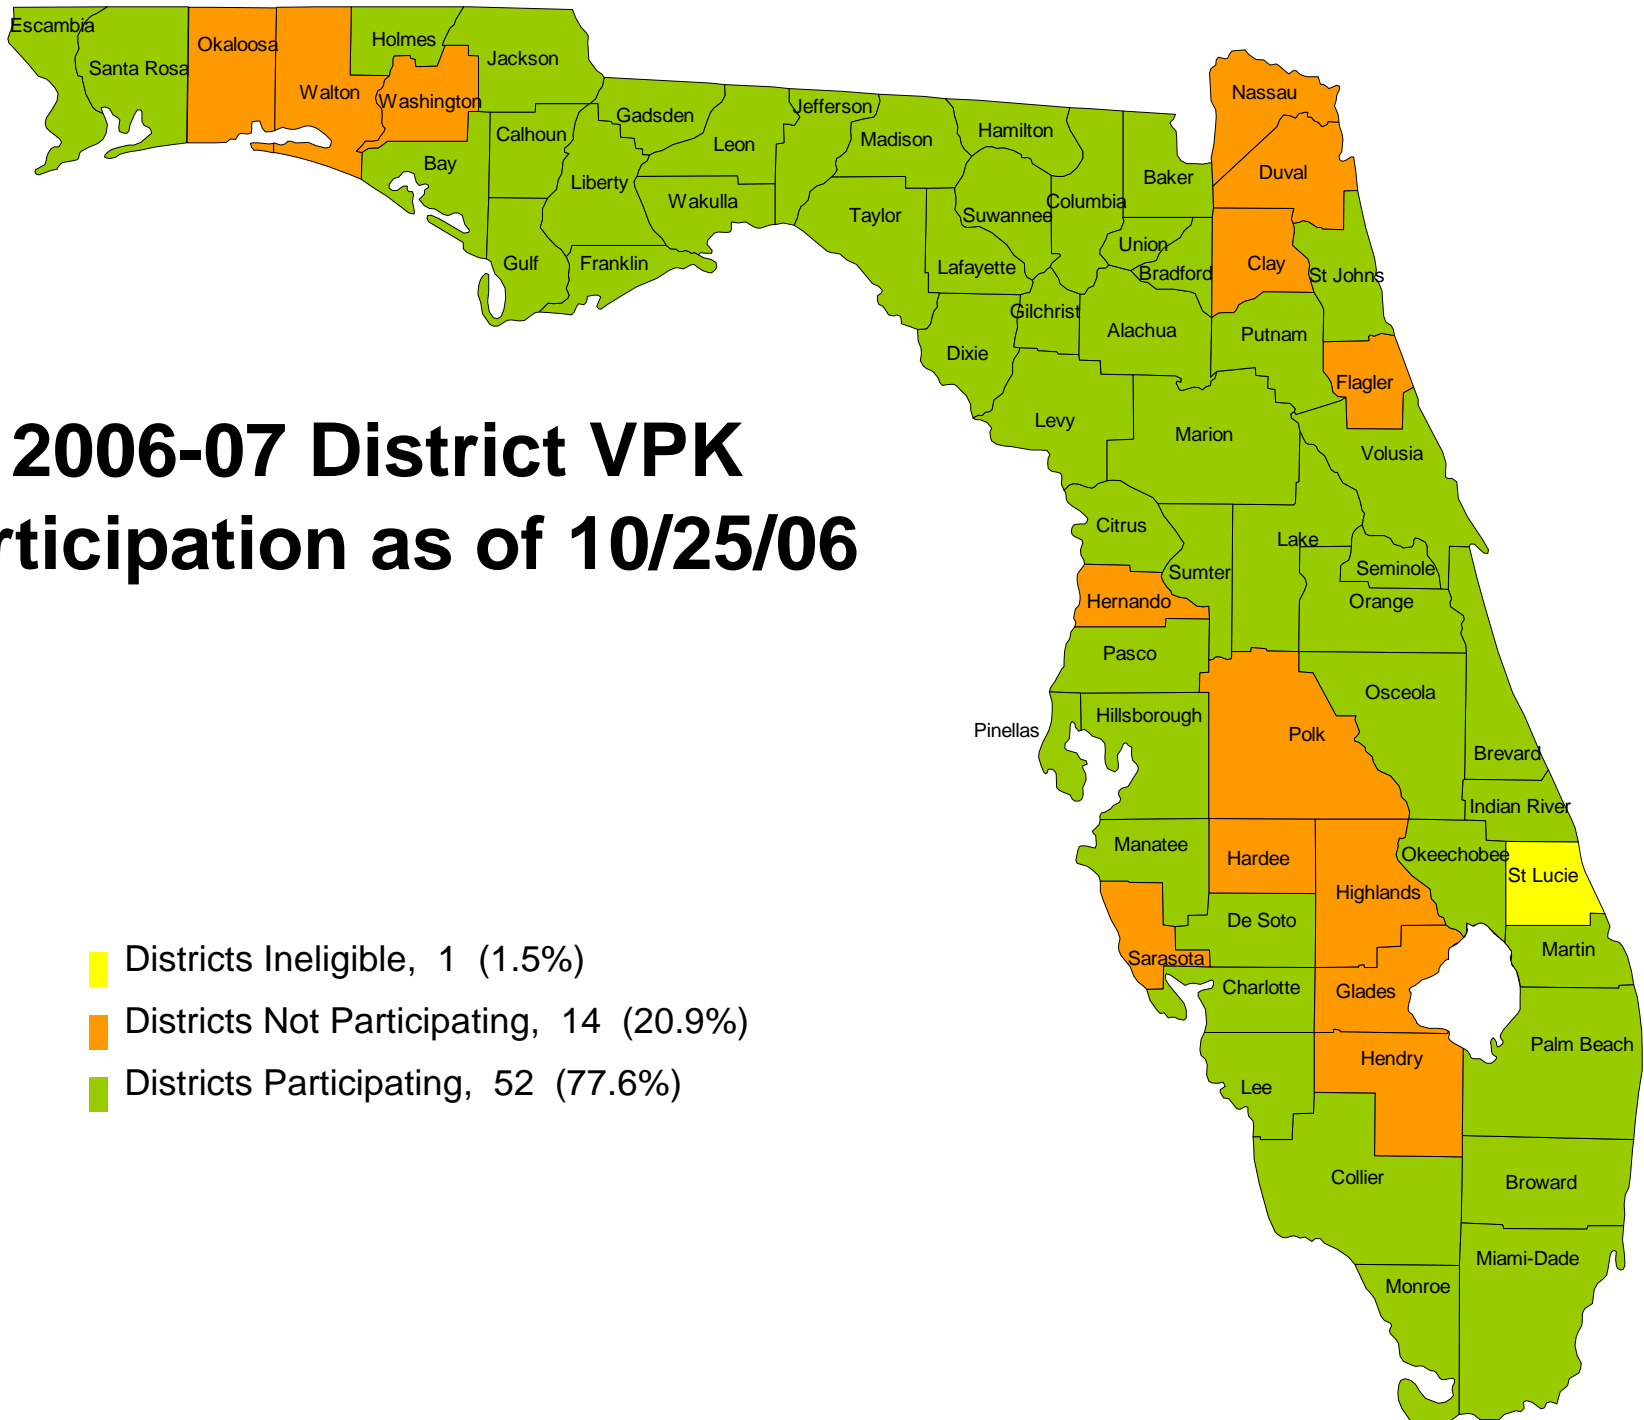 Escambia
Santa Rosa
Okaloosa
Walton
Holmes
Washington
Jackson
Bay
Calhoun
Gulf
Liberty
Gadsden
Franklin
Leon
Wakulla
Jefferson
Madison
Taylor
Hamilton
Suwannee
Lafayette
Columbia
Baker
Union
Bradford
Nassau
Duval
Clay
St Johns
Gilchrist
Dixie
Alachua
Putnam
Flagler
Levy
Marion
Volusia
2006-07 District VPK
rticipation as of 10/25/06
Citrus
Sumter
Lake
Seminole
Orange
Hernando
Pasco
Pinellas
Hillsborough
Polk
Osceola
Brevard
Indian River
Manatee
Hardee
Highlands
Okeechobee
St Lucie
De Soto
Sarasota
Charlotte
Glades
Martin
Districts Ineligible, 1 (1.5%)
Districts Not Participating, 14 (20.9%)
Districts Participating, 52 (77.6%)
Lee
Hendry
Palm Beach
Collier
Broward
Monroe
Miami-Dade